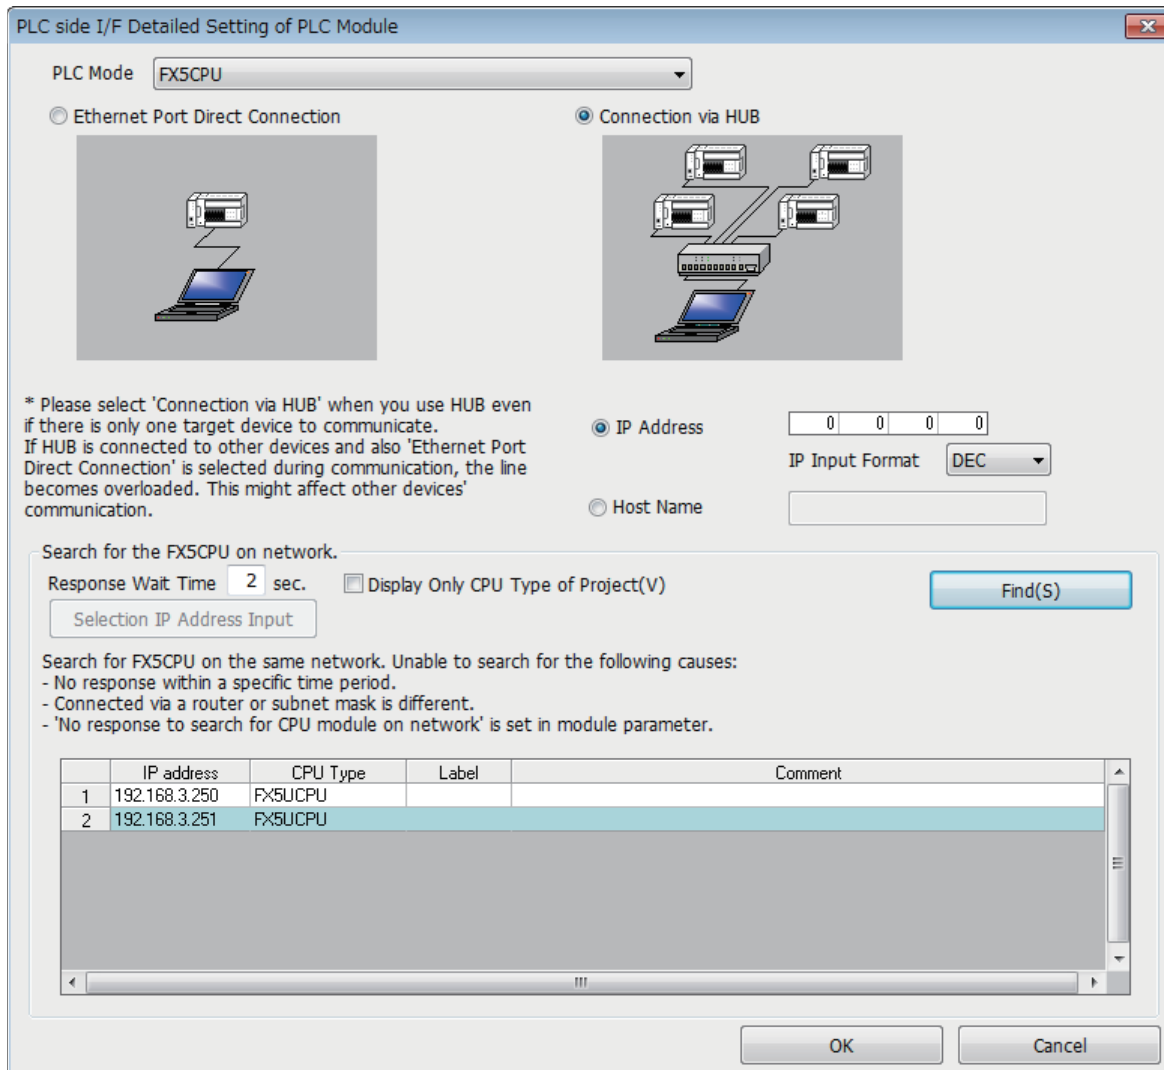 PLC side I/F Detailed Setting of PLC Module
PLC Mode FX5CPU
Ethernet Port Direct Connection
Connection via HUB
* Please select 'Connection via HUB' when you use HUB even
if there is only one target device to communicate.
If HUB is connected to other devices and also 'Ethernet Port
Direct Connection' is selected during communication, the line
becomes overloaded. This might affect other devices'
communication.
IP Address 0 0 0 0
IP Input Format DEC
Host Name
Search for the FX5CPU on network.
Response Wait Time 2 sec. Display Only CPU Type of Project(V)
Find(S)
Selection IP Address Input
Search for FX5CPU on the same network. Unable to search for the following causes:
- No response within a specific time period.
- Connected via a router or subnet mask is different.
- 'No response to search for CPU module on network' is set in module parameter.
IP address CPU Type Label Comment
1 192.168.3.250 FX5UCPU
2 192.168.3.251 FX5UCPU
OK Cancel